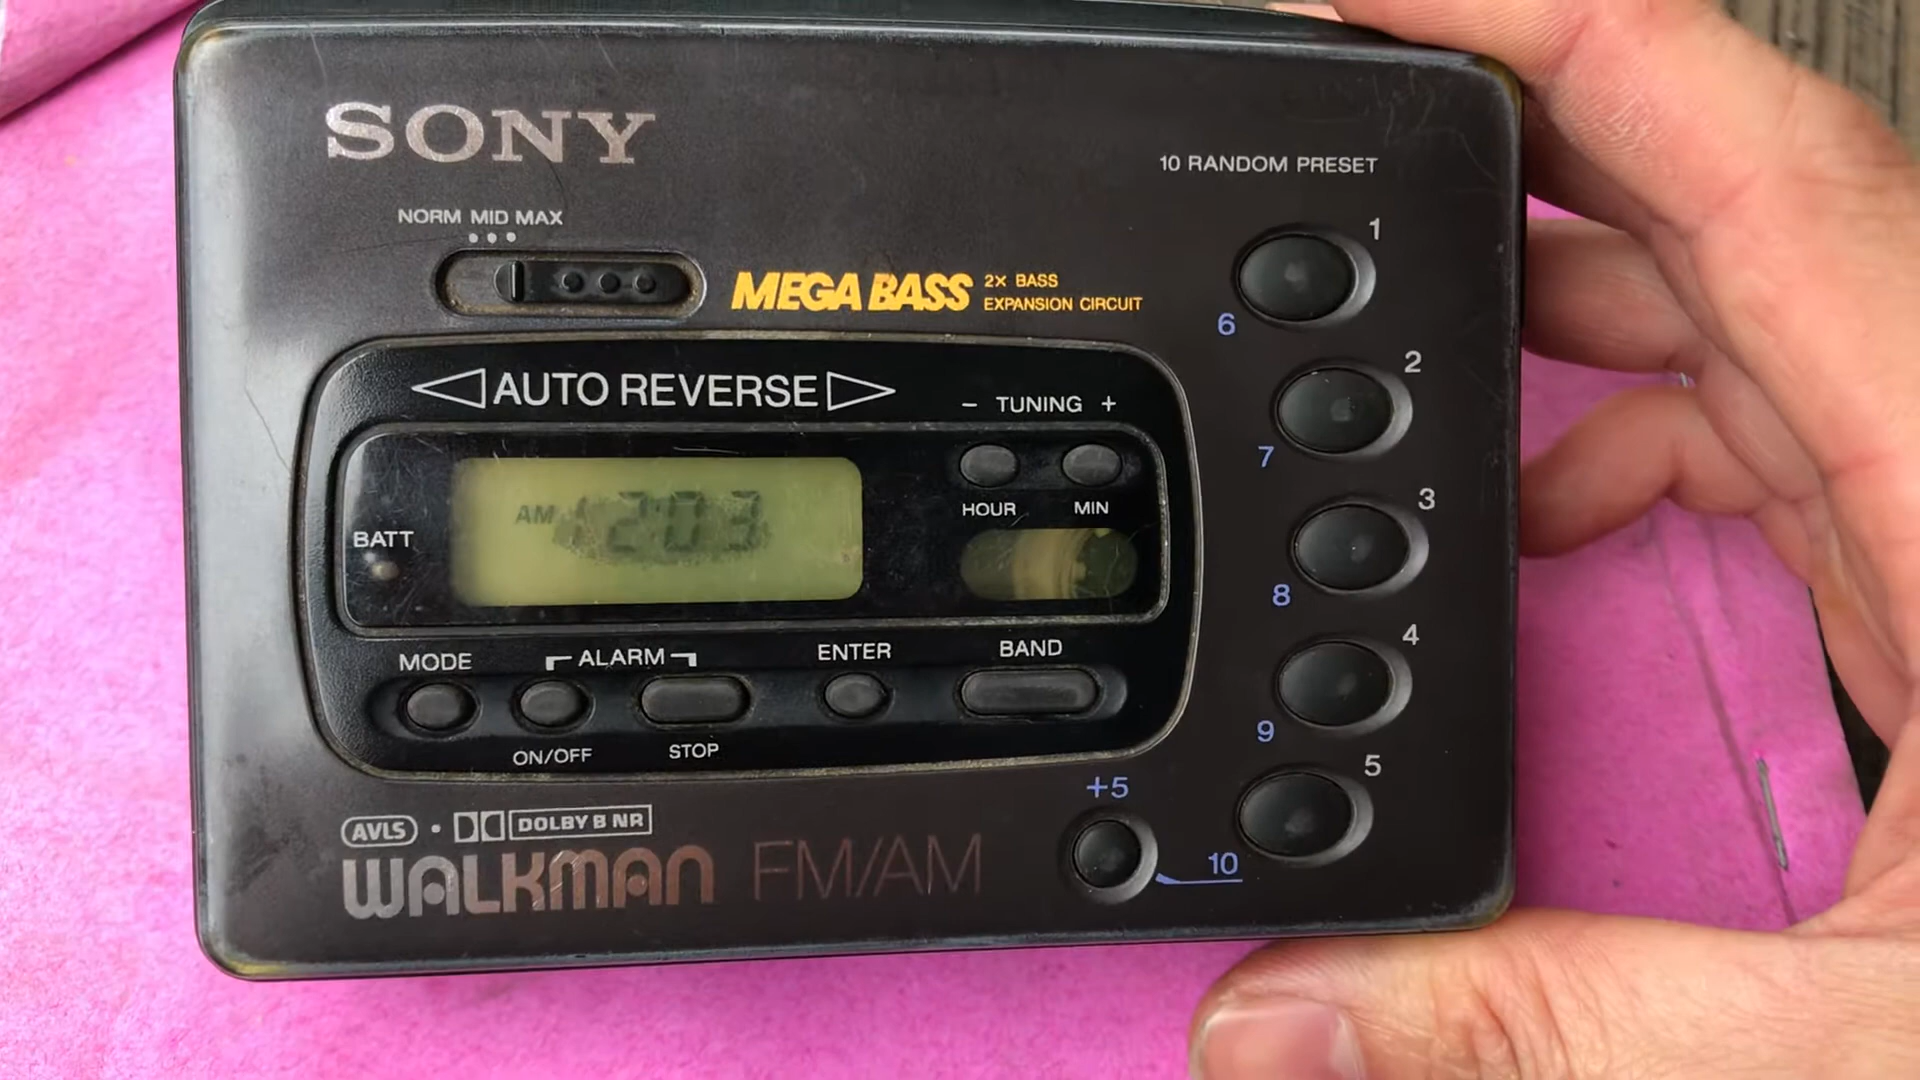 SONY
10 RANDOM PRESET
NORM MID MAX
MEGA BASS 2X BASS
EXPANSION CIRCUIT
1
6
AUTO REVERSE
2
- TUNING +
7
HOUR MIN
AM 12:03
BATT
3
8
MODE ALARM ENTER BAND
4
9
ON/OFF STOP
5
+5
10
AVLS • DOLBY B NR
WALKMAN FM/AM